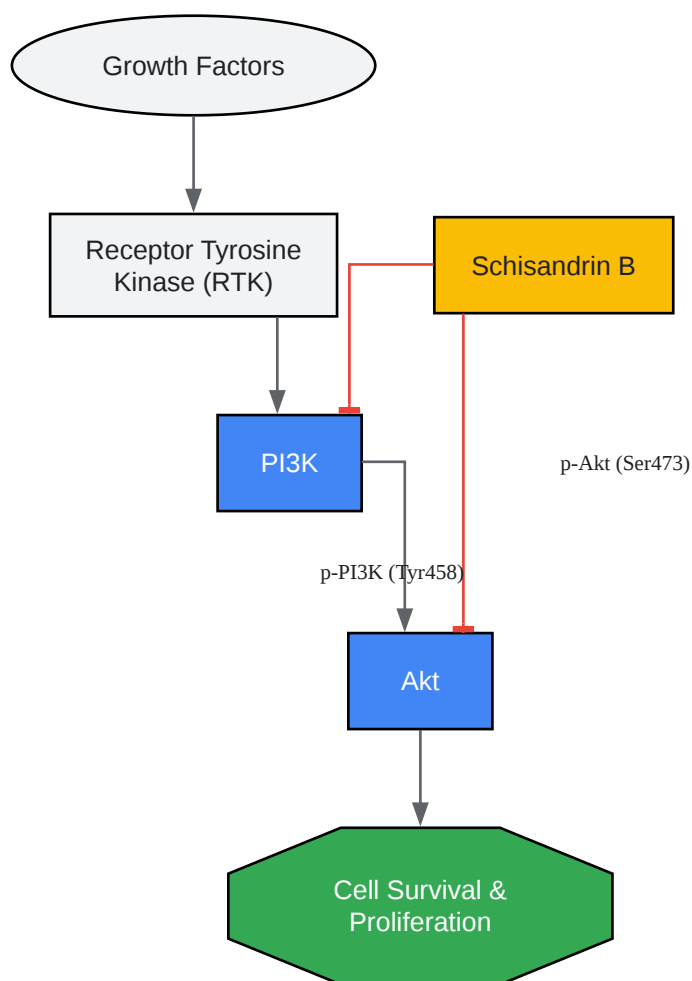 Growth Factors
Receptor Tyrosine
Kinase (RTK)
Schisandrin B
PI3K
p-Akt (Ser473)
p-PI3K (Tyr458)
Akt
Cell Survival &
Proliferation